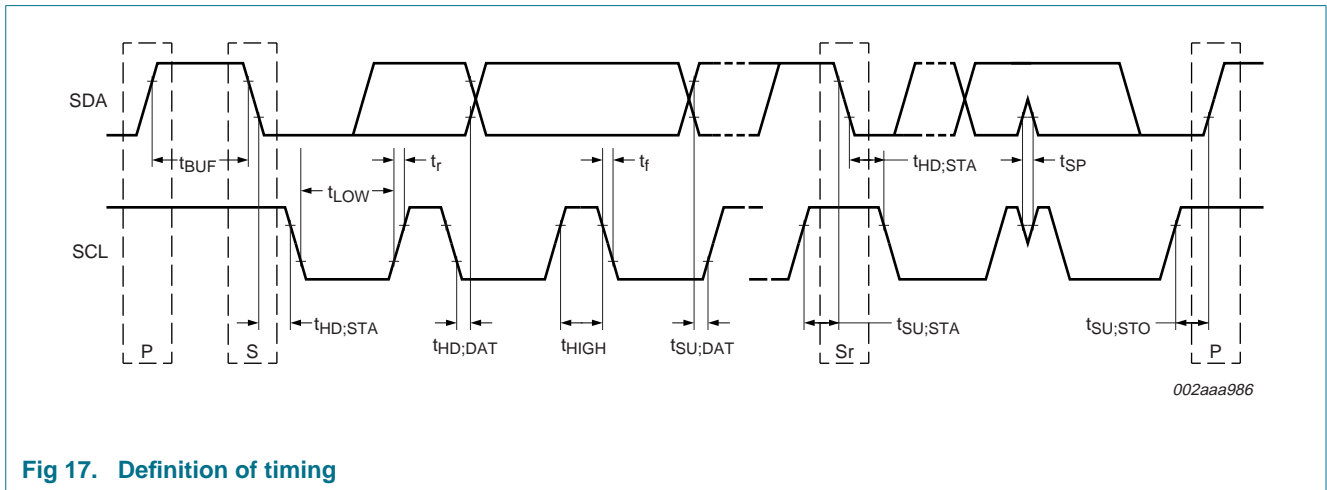 SDA
tBUF
tLOW
tr
tf
tHD;STA
tSP
SCL
tHD;STA
tHD;DAT
tHIGH
tSU;DAT
tSU;STA
tSU;STO
P
S
Sr
P
002aaa986
Fig 17. Definition of timing